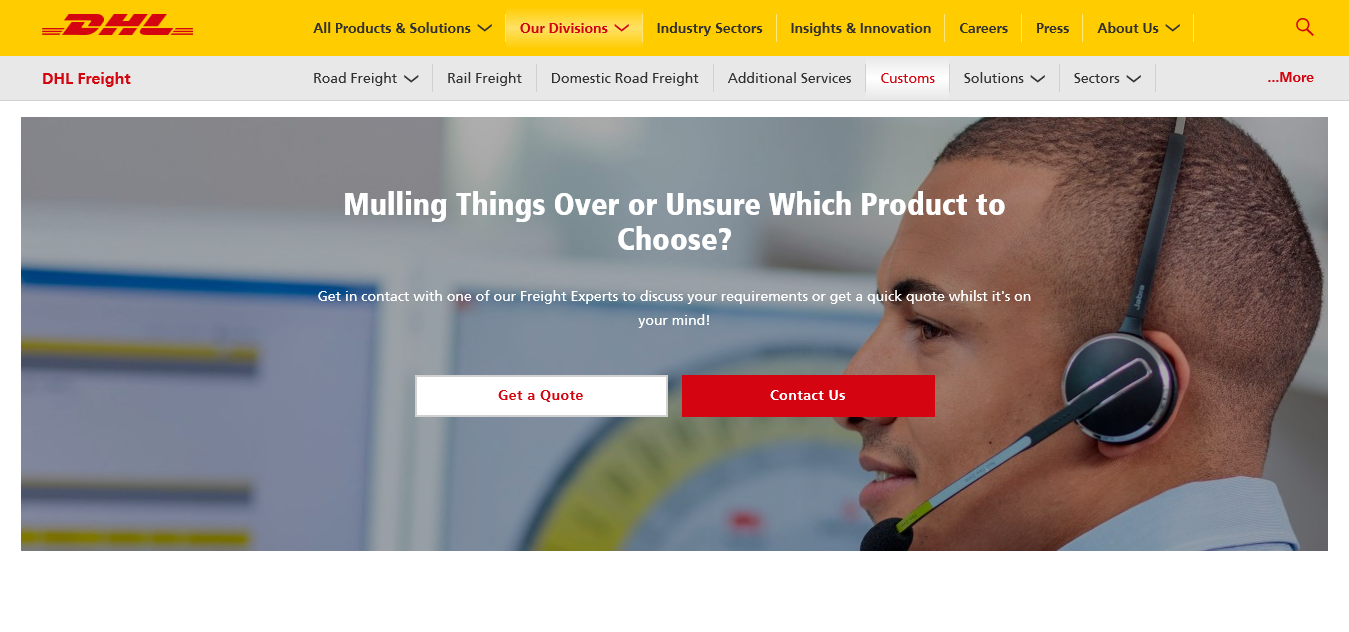 DHL
All Products & Solutions
Our Divisions
Industry Sectors
Insights & Innovation
Careers
Press
About Us
DHL Freight
Road Freight
Rail Freight
Domestic Road Freight
Additional Services
Customs
Solutions
Sectors
...More
Mulling Things Over or Unsure Which Product to
Choose?
Get in contact with one of our Freight Experts to discuss your requirements or get a quick quote whilst it's on
your mind!
Get a Quote
Contact Us
Jabra